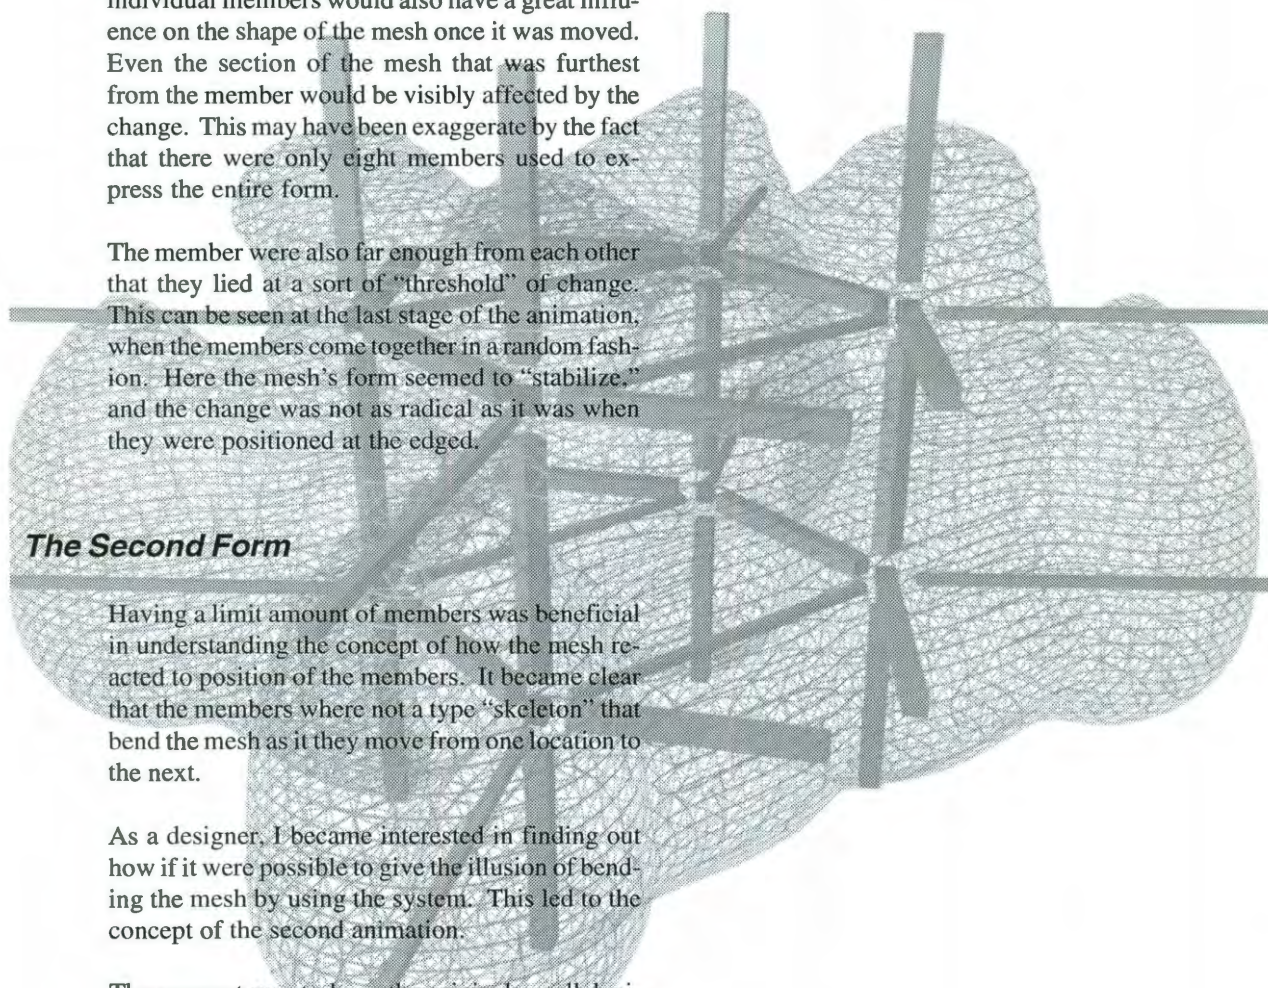 individual members would also have a great influ-
ence on the shape of the mesh once it was moved.
Even the section of the mesh that was furthest
from the member would be visibly affected by the
change. This may have been exaggerate by the fact
that there were only eight members used to ex-
press the entire form.
The member were also far enough from each other
that they lied at a sort of “threshold” of change.
This can be seen at the last stage of the animation,
when the members come together in a random fash-
ion. Here the mesh's form seemed to “stabilize,”
and the change was not as radical as it was when
they were positioned at the edged.
The Second Form
Having a limit amount of members was beneficial
in understanding the concept of how the mesh re-
acted to position of the members. It became clear
that the members where not a type “skeleton” that
bend the mesh as it they move from one location to
the next.
As a designer, I became interested in finding out
how if it were possible to give the illusion of bend-
ing the mesh by using the system. This led to the
concept of the second animation.